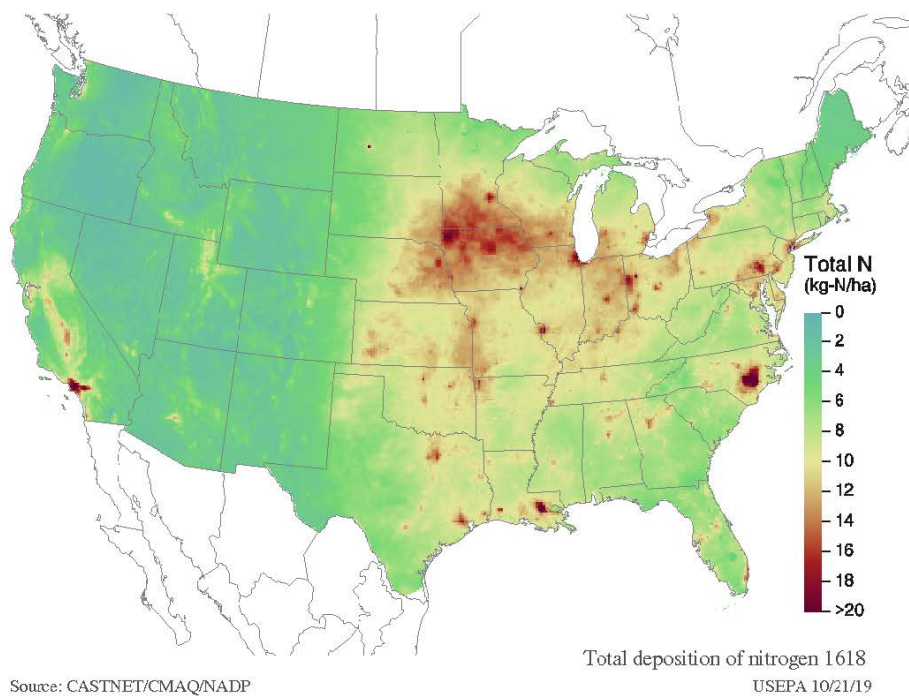 Total N
(kg-N/ha)
0
2
4
6
8
10
12
14
16
18
>20
Total deposition of nitrogen 1618
Source: CASTNET/CMAQ/NADP
USEPA 10/21/19